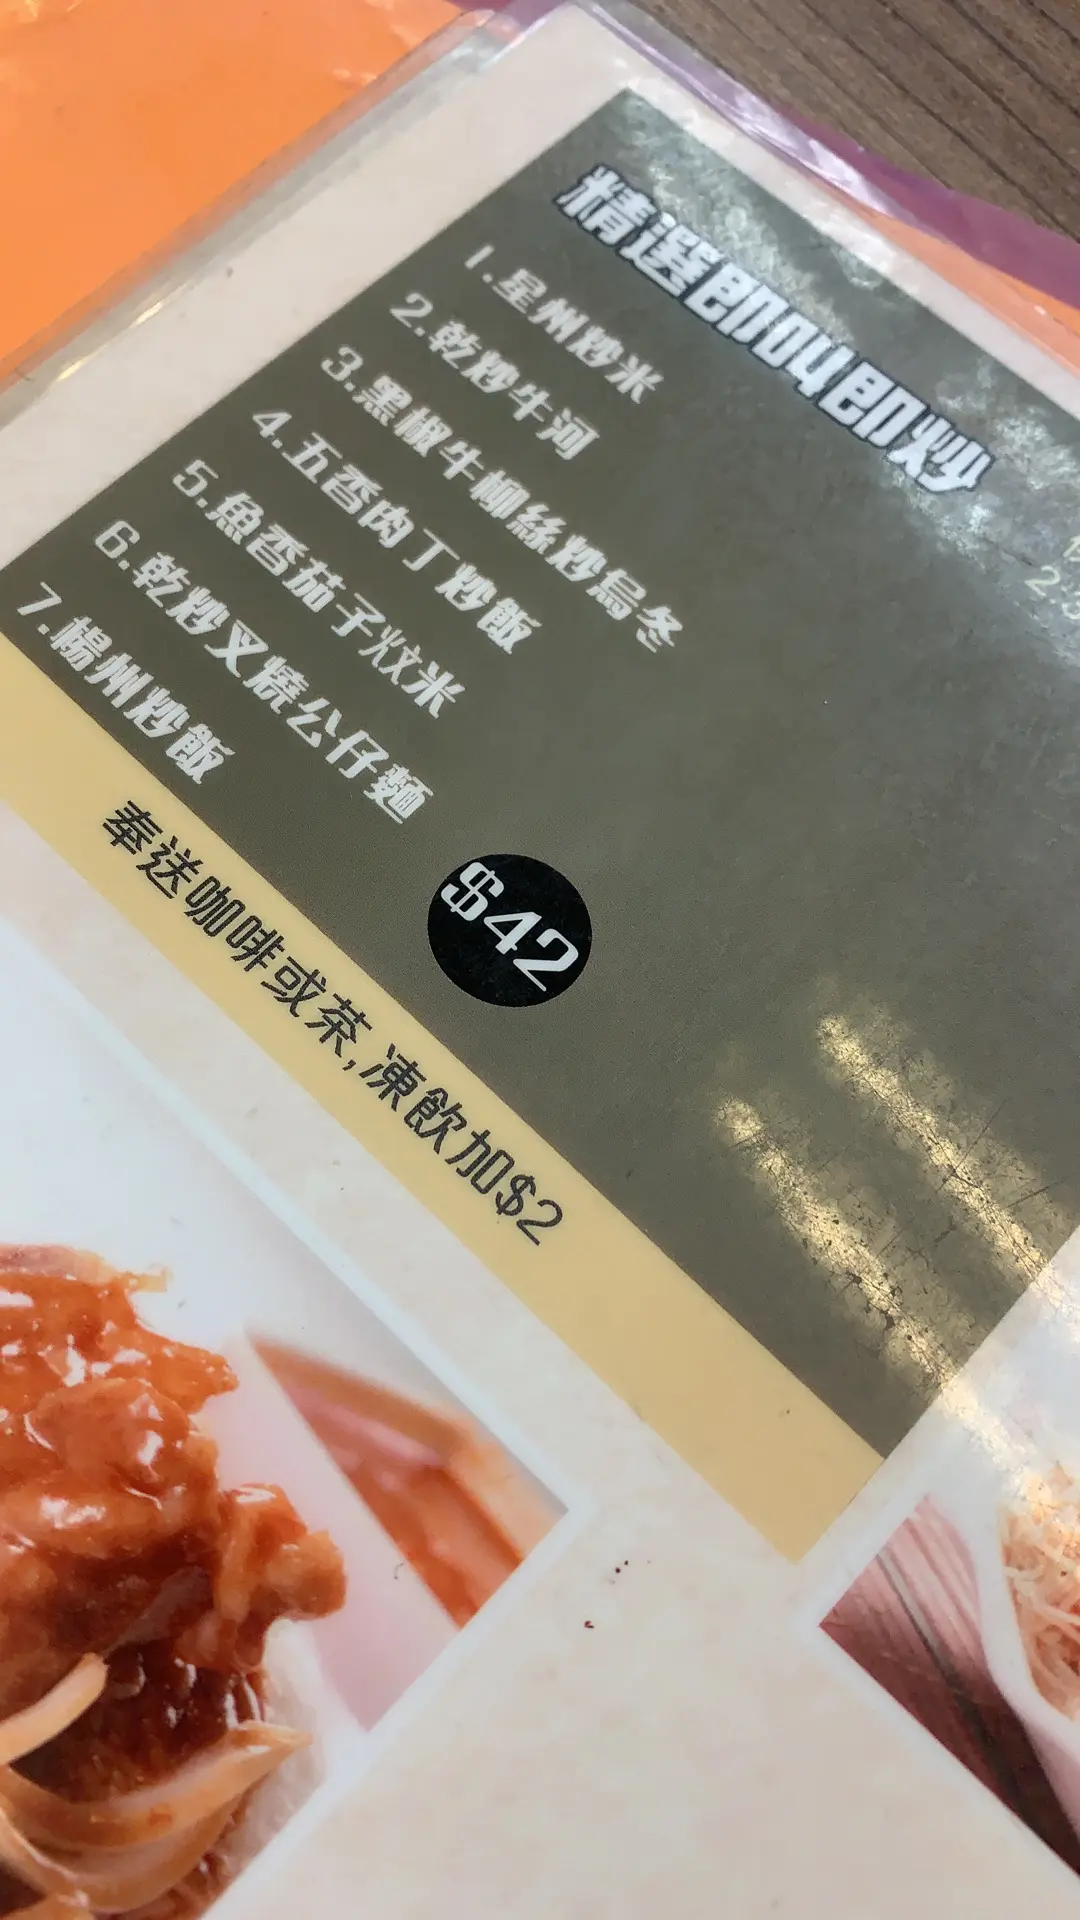 精選即叫即炒
1.星州炒米
2.乾炒牛河
3.黑椒牛柳絲炒烏冬
4.五香肉丁炒飯
5.魚香茄子炆米
6.乾炒叉燒公仔麵
7.楊州炒飯
$42
奉送咖啡或茶,凍飲加$2